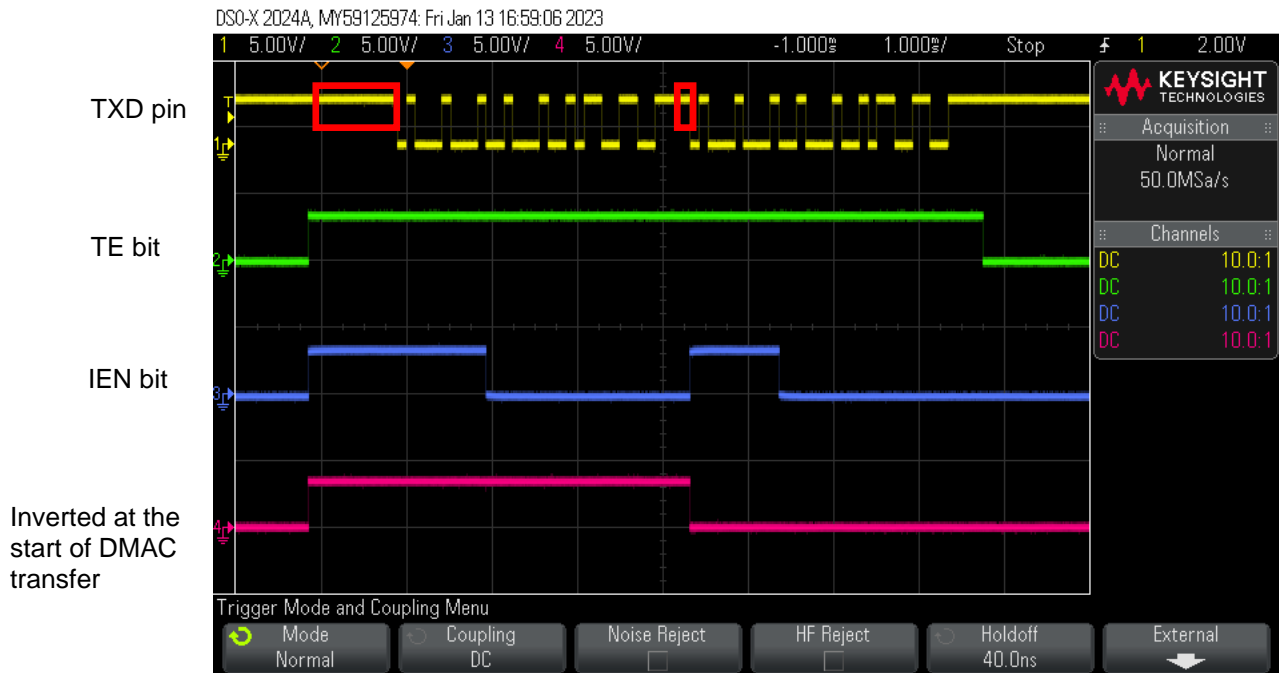 DSO-X 2024A, MY59125974: Fri Jan 13 16:59:06 2023
1 5.00V/ 2 5.00V/ 3 5.00V/ 4 5.00V/ -1.000ms 1.000ms/ Stop 1 2.00V
KEYSIGHT
TECHNOLOGIES
Acquisition
Normal
50.0MSa/s
Channels
DC 10.0:1
DC 10.0:1
DC 10.0:1
DC 10.0:1
TXD pin
T
1
TE bit
2
IEN bit
3
Inverted at the
start of DMAC
transfer
4
Trigger Mode and Coupling Menu
Mode
Normal
Coupling
DC
Noise Reject
HF Reject
Holdoff
40.0ns
External